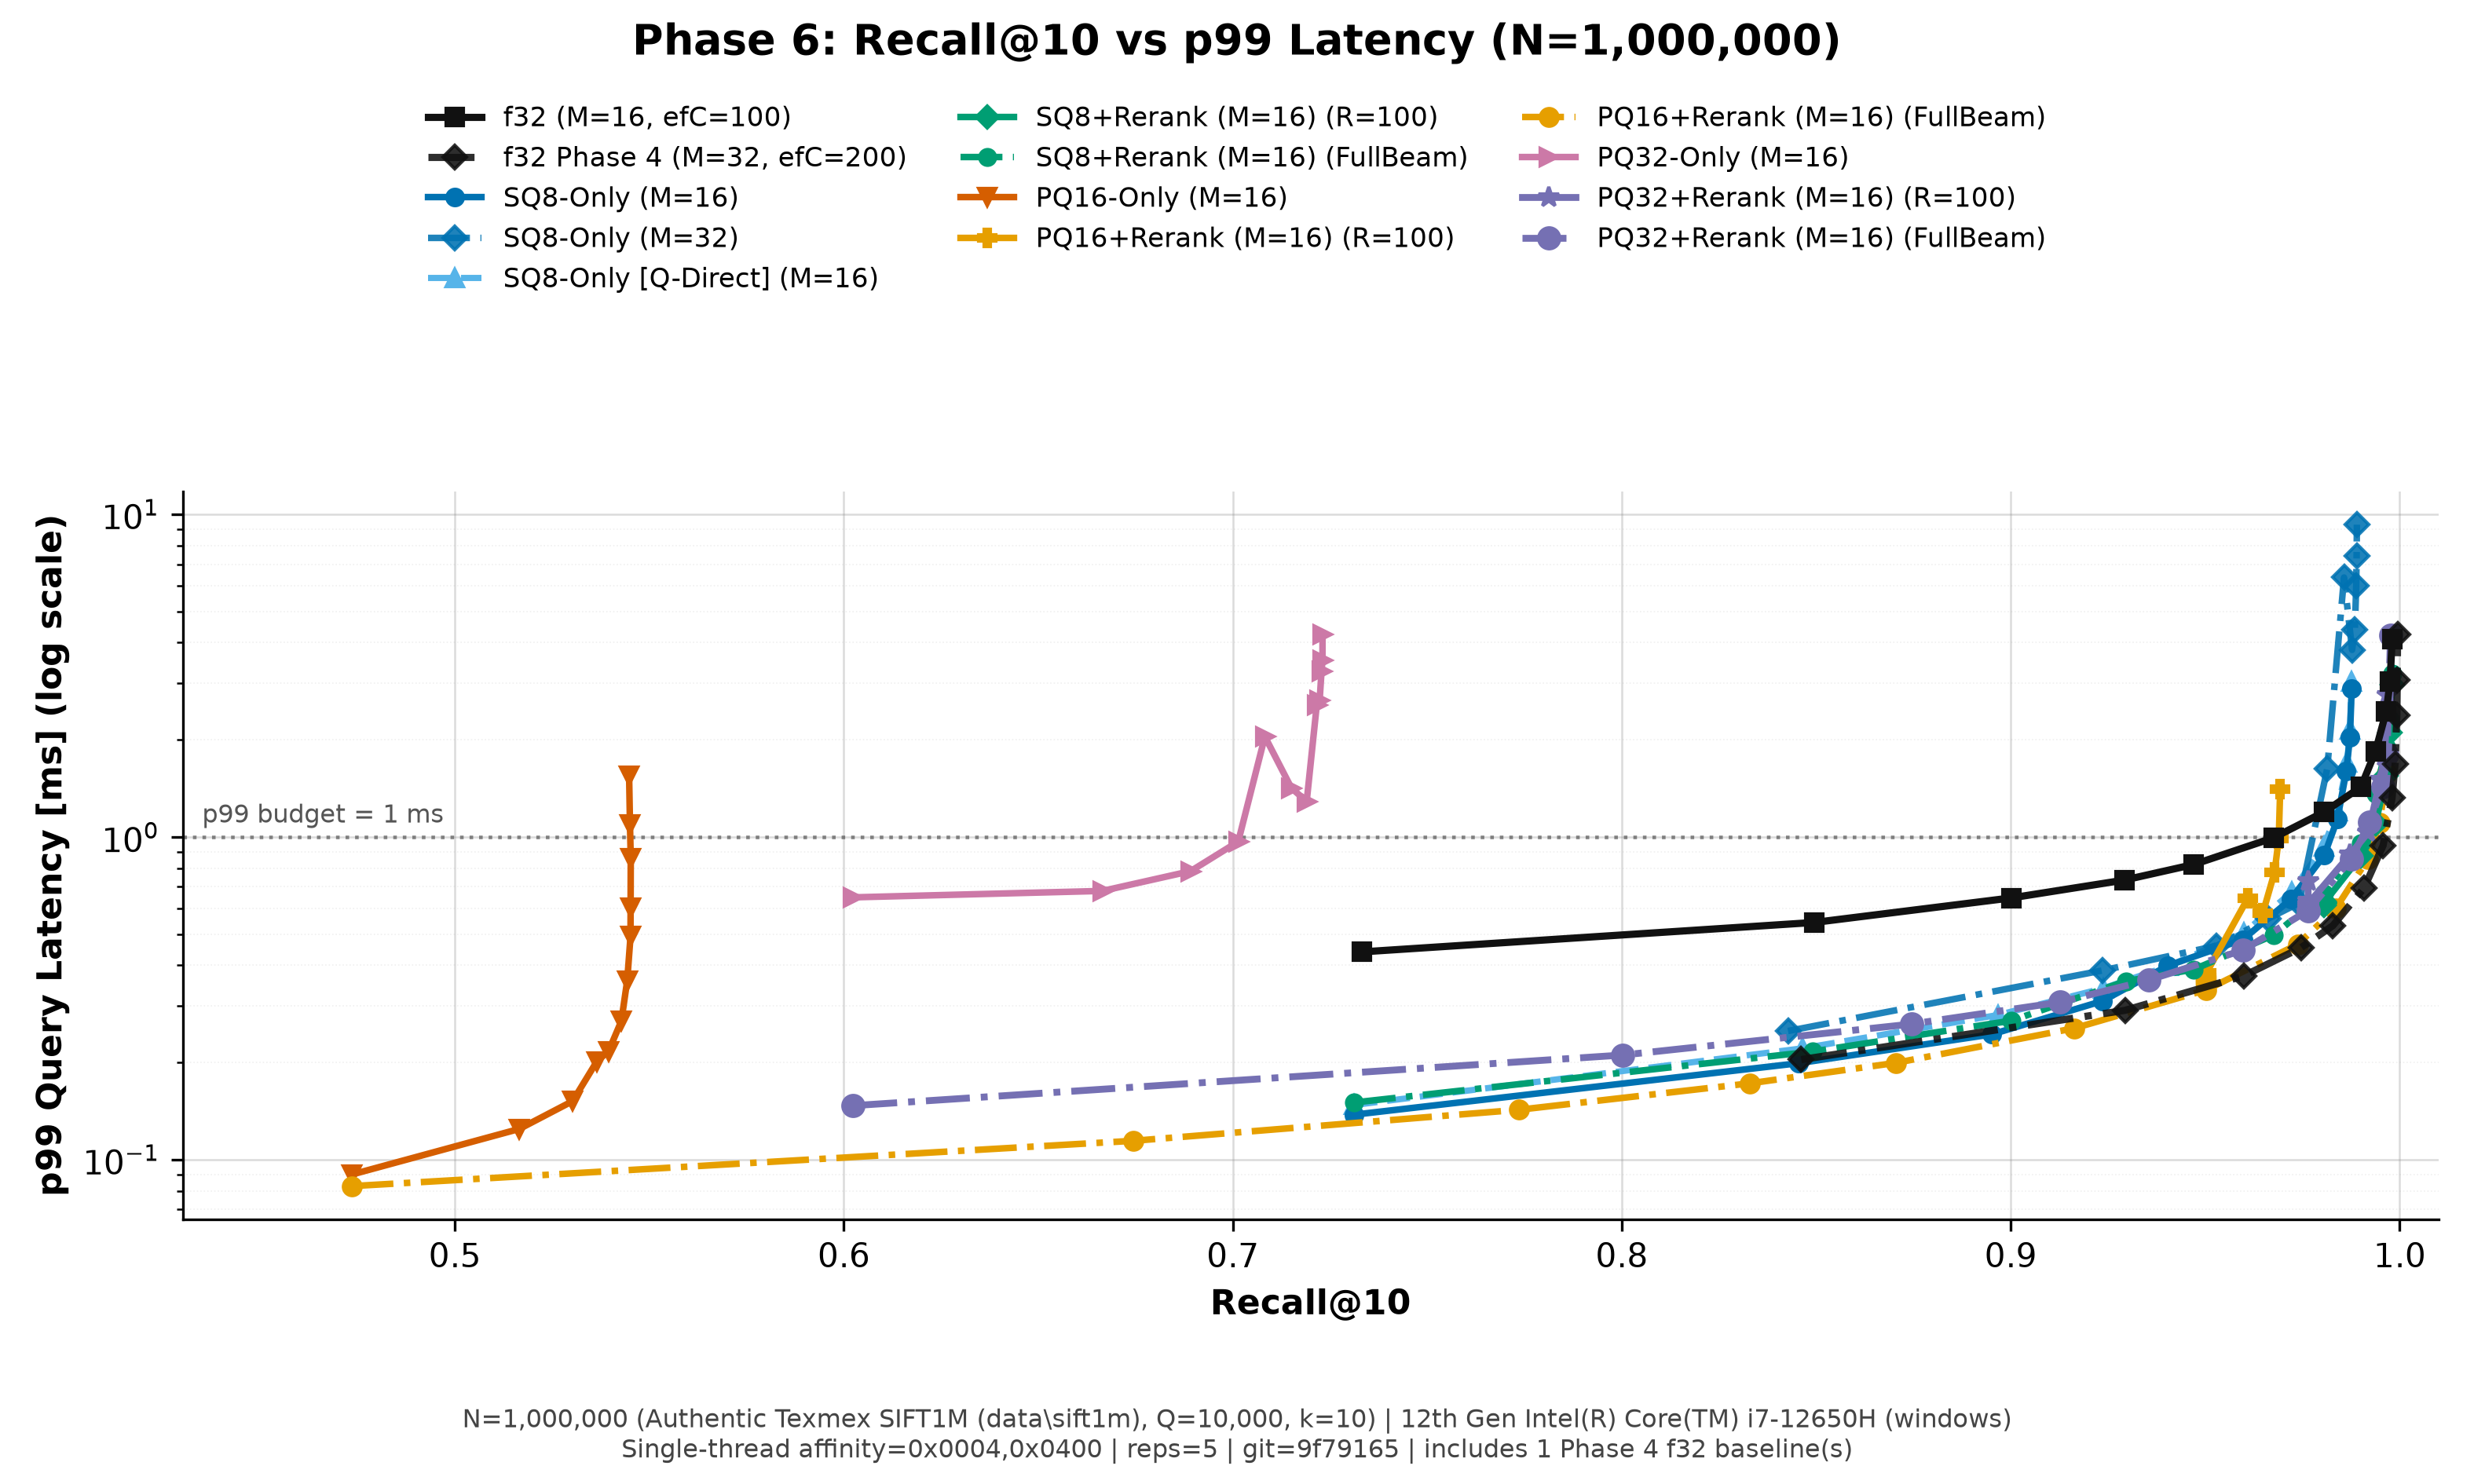 Phase 6: Recall@10 vs p99 Latency (N=1,000,000)
f32 (M=16, efC=100)
f32 Phase 4 (M=32, efC=200)
SQ8-Only (M=16)
SQ8-Only (M=32)
SQ8-Only [Q-Direct] (M=16)
SQ8+Rerank (M=16) (R=100)
SQ8+Rerank (M=16) (FullBeam)
PQ16-Only (M=16)
PQ16+Rerank (M=16) (R=100)
PQ16+Rerank (M=16) (FullBeam)
PQ32-Only (M=16)
PQ32+Rerank (M=16) (R=100)
PQ32+Rerank (M=16) (FullBeam)
p99 Query Latency [ms] (log scale)
10¹
10⁰
10⁻¹
p99 budget = 1 ms
0.5 0.6 0.7 0.8 0.9 1.0
Recall@10
N=1,000,000 (Authentic Texmex SIFT1M (data\sift1m), Q=10,000, k=10) | 12th Gen Intel(R) Core(TM) i7-12650H (windows)
Single-thread affinity=0x0004,0x0400 | reps=5 | git=9f79165 | includes 1 Phase 4 f32 baseline(s)